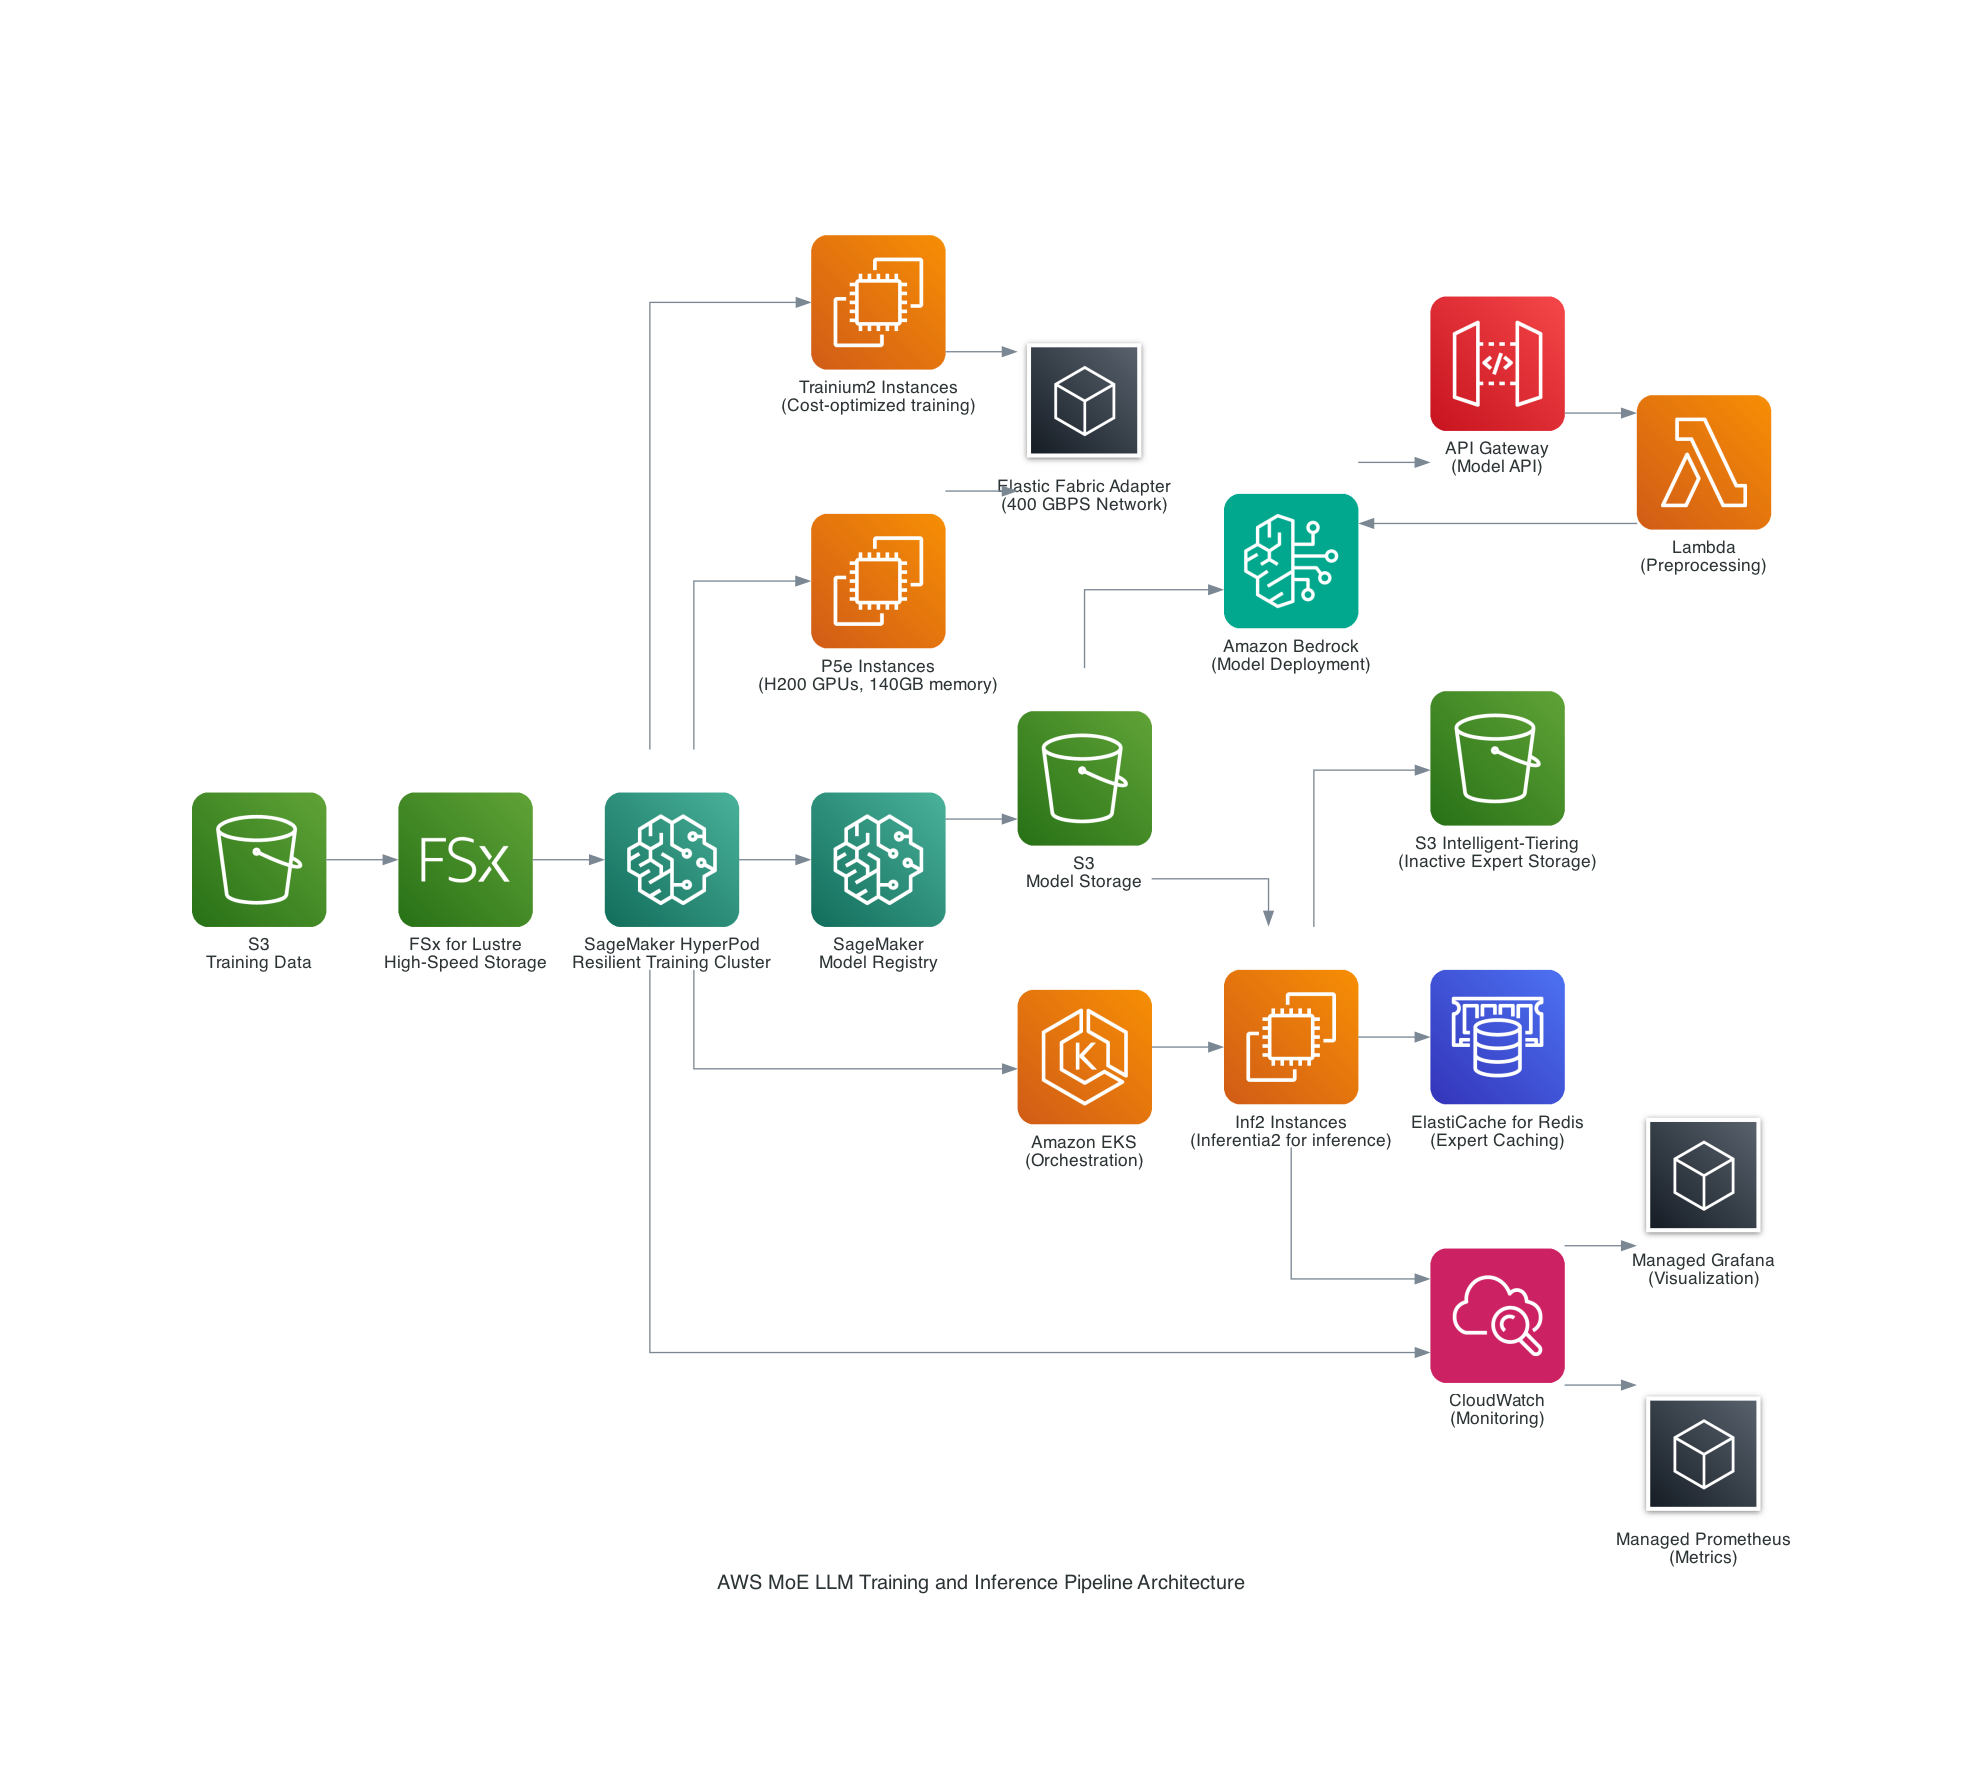 Trainium2 Instances
(Cost-optimized training)
Elastic Fabric Adapter
(400 GBPS Network)
API Gateway
(Model API)
Lambda
(Preprocessing)
P5e Instances
(H200 GPUs, 140GB memory)
Amazon Bedrock
(Model Deployment)
S3
Training Data
FSx
FSx for Lustre
High-Speed Storage
SageMaker HyperPod
Resilient Training Cluster
SageMaker
Model Registry
S3
Model Storage
S3 Intelligent-Tiering
(Inactive Expert Storage)
K
Amazon EKS
(Orchestration)
Inf2 Instances
(Inferentia2 for inference)
ElastiCache for Redis
(Expert Caching)
Managed Grafana
(Visualization)
CloudWatch
(Monitoring)
Managed Prometheus
(Metrics)
AWS MoE LLM Training and Inference Pipeline Architecture